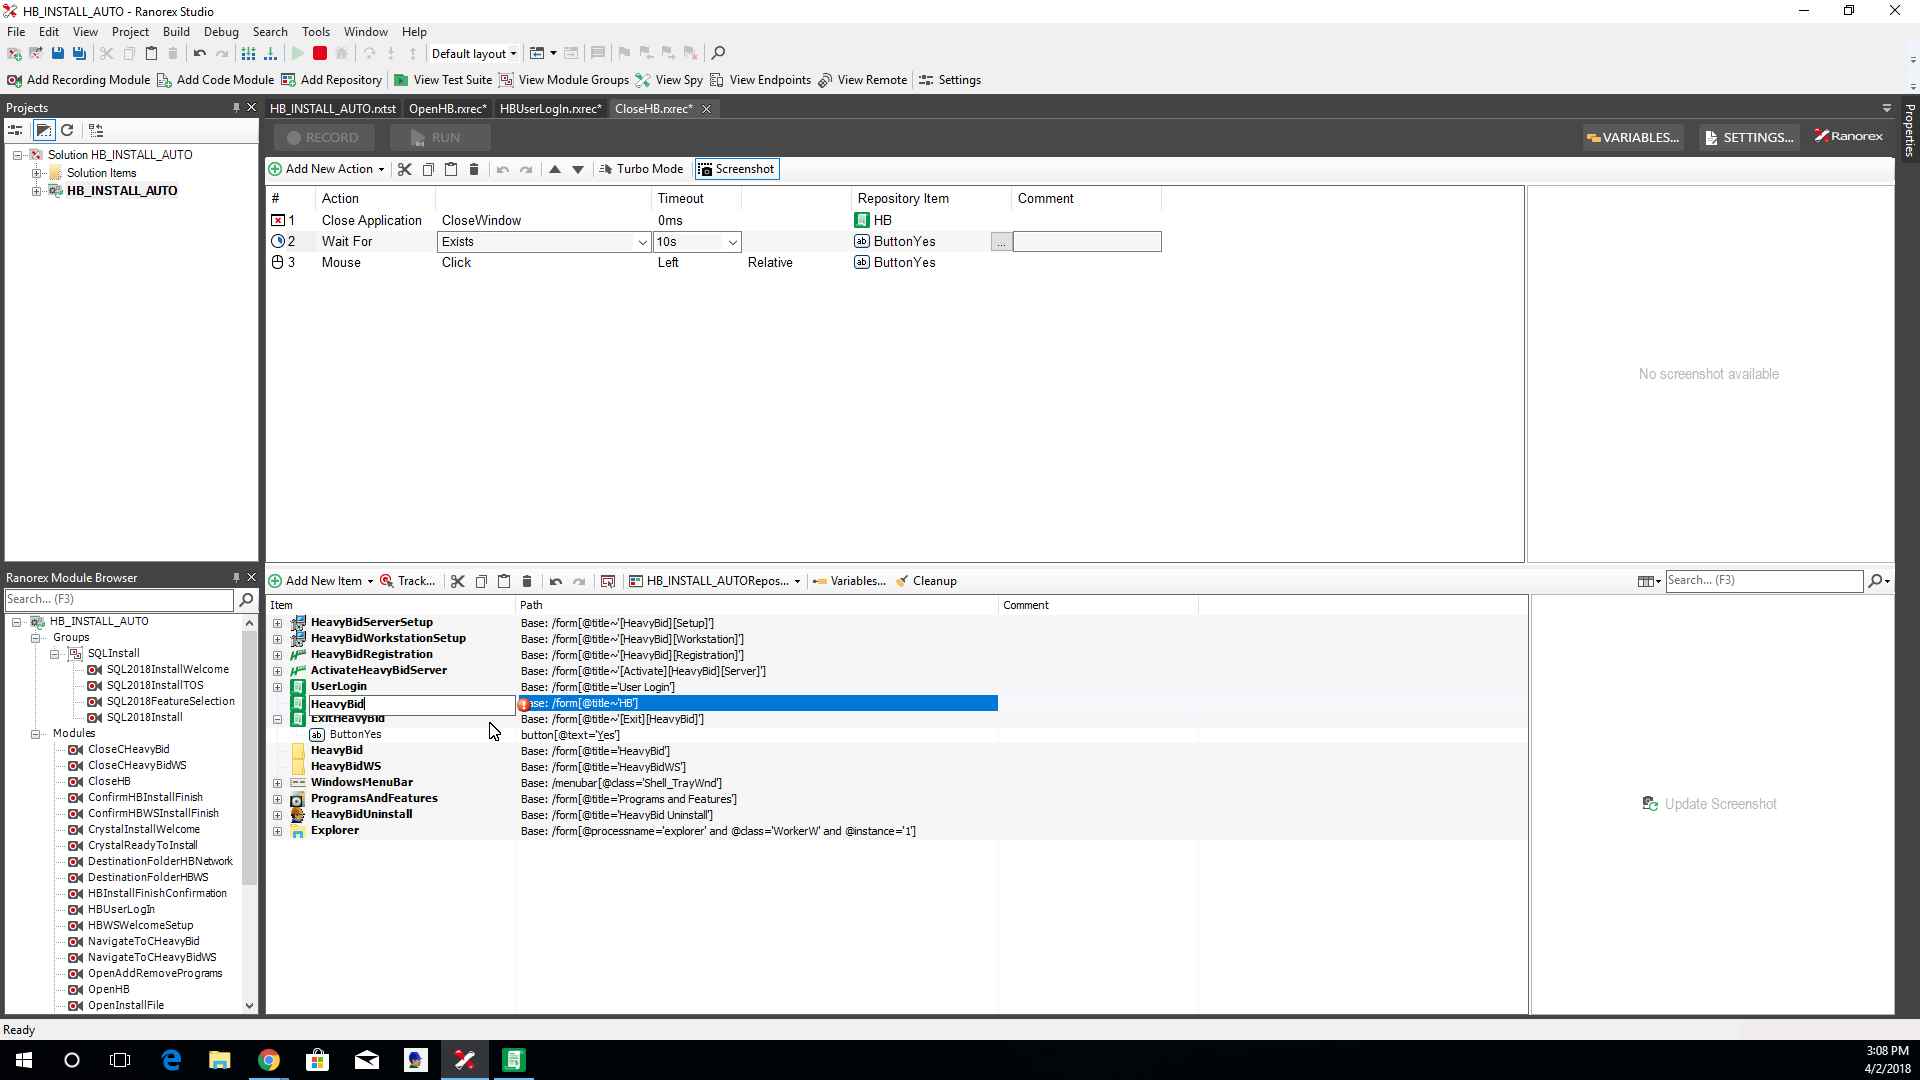 HB_INSTALL_AUTO - Ranorex Studio
File Edit View Project Build Debug Search Tools Window Help
Default layout
Add Recording Module Add Code Module Add Repository View Test Suite View Module Groups View Spy View Endpoints View Remote Settings
Projects
HB_INSTALL_AUTO.rxtst OpenHB.rxrec* HBUserLogIn.rxrec* CloseHB.rxrec*
Properties
RECORD RUN VARIABLES... SETTINGS... Ranorex
Solution HB_INSTALL_AUTO
Solution Items
HB_INSTALL_AUTO
Add New Action Turbo Mode Screenshot
# Action Timeout Repository Item Comment
1 Close Application CloseWindow 0ms HB
2 Wait For Exists 10s ab ButtonYes ...
3 Mouse Click Left Relative ab ButtonYes
No screenshot available
Ranorex Module Browser
Search... (F3)
HB_INSTALL_AUTO
Groups
SQLInstall
SQL2018InstallWelcome
SQL2018InstallTOS
SQL2018FeatureSelection
SQL2018Install
Modules
CloseCHeavyBid
CloseCHeavyBidWS
CloseHB
ConfirmHBInstallFinish
ConfirmHBWSInstallFinish
CrystalInstallWelcome
CrystalReadyToInstall
DestinationFolderHBNetwork
DestinationFolderHBWS
HBInstallFinishConfirmation
HBUserLogIn
HBWSWelcomeSetup
NavigateToCHeavyBid
NavigateToCHeavyBidWS
OpenAddRemovePrograms
OpenHB
OpenInstallFile
Add New Item Track... HB_INSTALL_AUTORepos... Variables... Cleanup Search... (F3)
Item Path Comment
HeavyBidServerSetup Base: /form[@title~'[HeavyBid][Setup]']
HeavyBidWorkstationSetup Base: /form[@title~'[HeavyBid][Workstation]']
HeavyBidRegistration Base: /form[@title~'[HeavyBid][Registration]']
ActivateHeavyBidServer Base: /form[@title~'[Activate][HeavyBid][Server]']
UserLogin Base: /form[@title='User Login']
HeavyBid ase: /form[@title~'HB']
ExitHeavyBid Base: /form[@title~'[Exit][HeavyBid]']
ab ButtonYes button[@text='Yes']
HeavyBid Base: /form[@title='HeavyBid']
HeavyBidWS Base: /form[@title='HeavyBidWS']
WindowsMenuBar Base: /menubar[@class='Shell_TrayWnd']
ProgramsAndFeatures Base: /form[@title='Programs and Features']
HeavyBidUninstall Base: /form[@title='HeavyBid Uninstall']
Explorer Base: /form[@processname='explorer' and @class='WorkerW' and @instance='1']
Update Screenshot
Ready
3:08 PM
4/2/2018